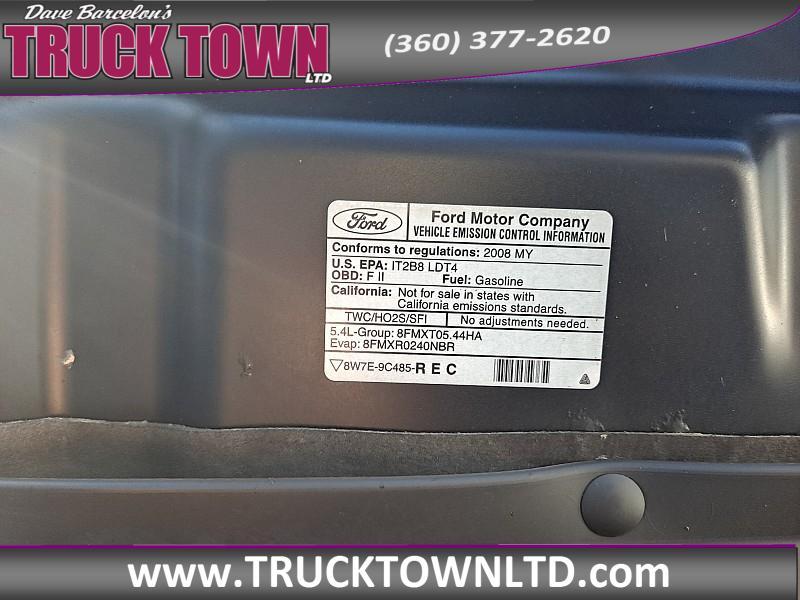 Dave Barcelon's
TRUCK TOWN
LTD
(360) 377-2620
Ford
Ford Motor Company
VEHICLE EMISSION CONTROL INFORMATION
Conforms to regulations: 2008 MY
U.S. EPA: IT2B8 LDT4
OBD: F II Fuel: Gasoline
California: Not for sale in states with
California emissions standards.
TWC/HO2S/SFI No adjustments needed.
5.4L-Group: 8FMXT05.44HA
Evap: 8FMXR0240NBR
8W7E-9C485-R E C
www.TRUCKTOWNLTD.com